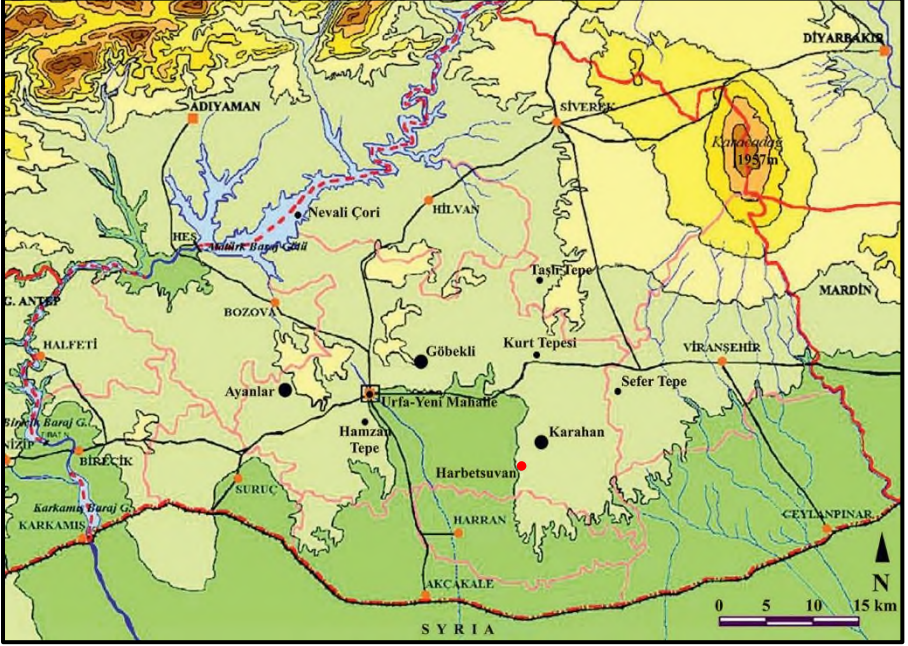 DİYARBAKIR
ADIYAMAN
SİVEREK
Karacadağ
1957m
Nevali Çori
HİLVAN
HES
Atatürk Baraj Gölü
Taşlı Tepe
G. ANTEP
MARDİN
BOZOVA
HALFETİ
Göbekli
Kurt Tepesi
VİRANŞEHİR
Ayanlar
Sefer Tepe
Urfa-Yeni Mahalle
Birecik Baraj G.
Hamzan
Tepe
Karahan
NİZİP
BİRECİK
Harbetsuvan
SURUÇ
Karkamış Baraj G.
KARKAMIŞ
HARRAN
CEYLANPINAR
AKÇAKALE
N
0 5 10 15 km
SYRIA